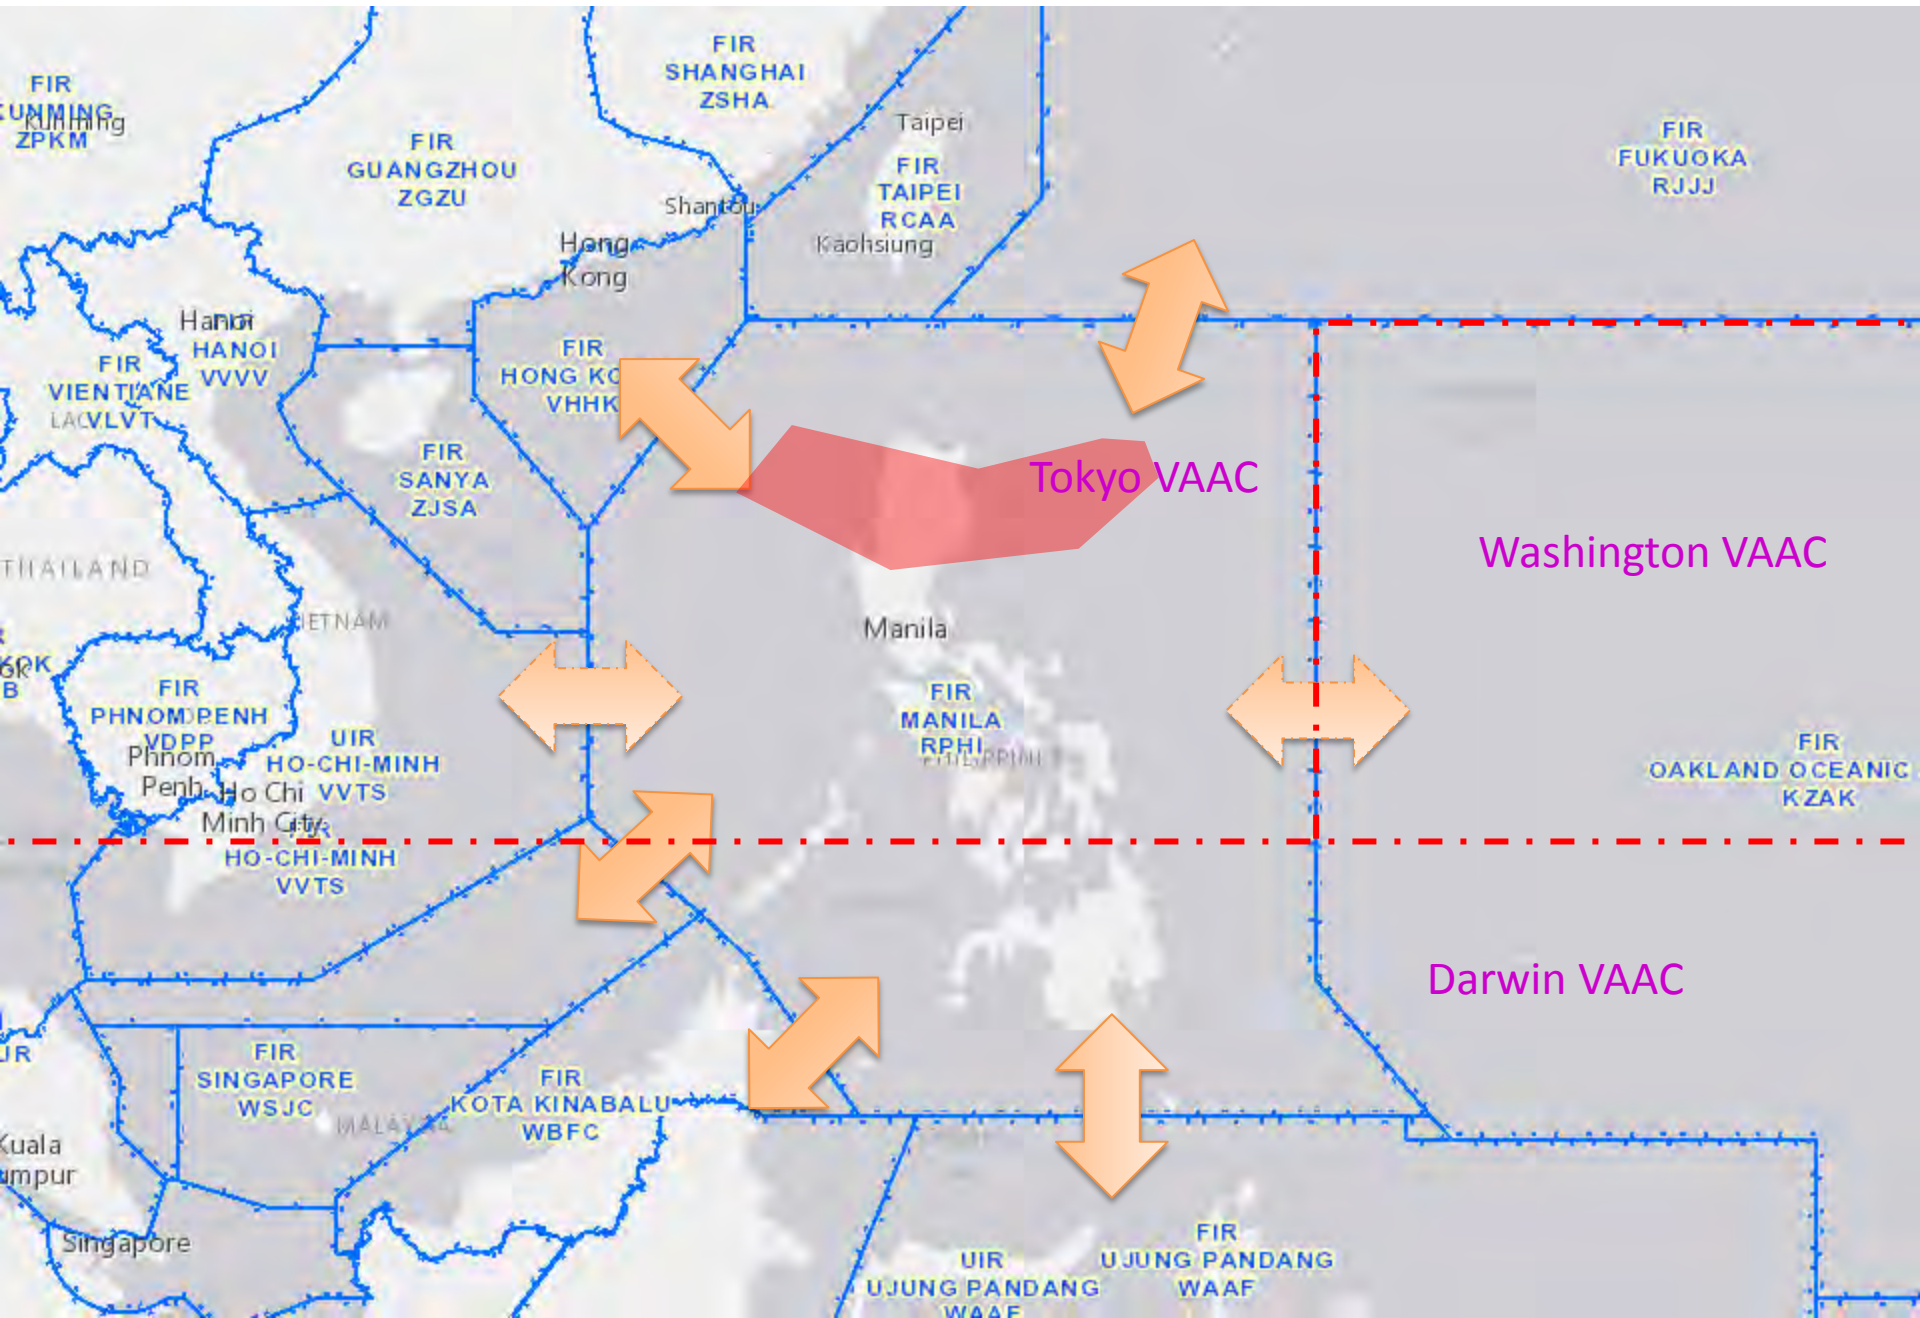 FIR
SHANGHAI
ZSHA
FIR
KUNMING
Kunming
ZPKM
Taipei
FIR
GUANGZHOU
ZGZU
FIR
FUKUOKA
RJJJ
FIR
TAIPEI
RCAA
Shantou
Kaohsiung
Hong
Kong
Hanoi
HANOI
VVVV
FIR
VIENTIANE
VLVT
FIR
HONG KO
VHHK
FIR
SANYA
ZJSA
Tokyo VAAC
Washington VAAC
THAILAND
Manila
FIR
PHNOM PENH
VDPP
Phnom
Penh
UIR
HO-CHI-MINH
VVTS
Ho Chi
Minh City
FIR
HO-CHI-MINH
VVTS
FIR
MANILA
RPHI
FIR
OAKLAND OCEANIC
KZAK
Darwin VAAC
FIR
SINGAPORE
WSJC
FIR
KOTA KINABALU
WBFC
Kuala
Singapore
UIR
UJUNG PANDANG
WAAF
FIR
UJUNG PANDANG
WAAF